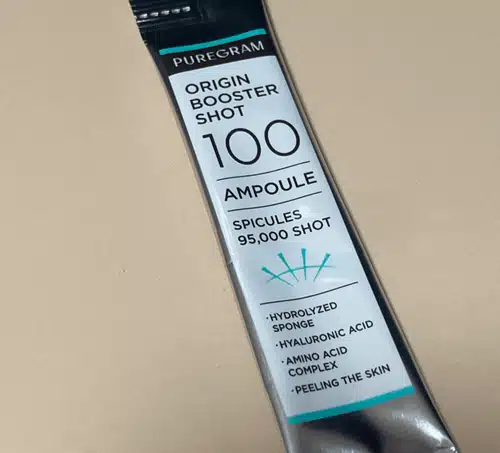 PUREGRAM
ORIGIN
BOOSTER
SHOT
100
AMPOULE
SPICULES
95,000 SHOT
·HYDROLYZED
SPONGE
·HYALURONIC ACID
·AMINO ACID
COMPLEX
·PEELING THE SKIN